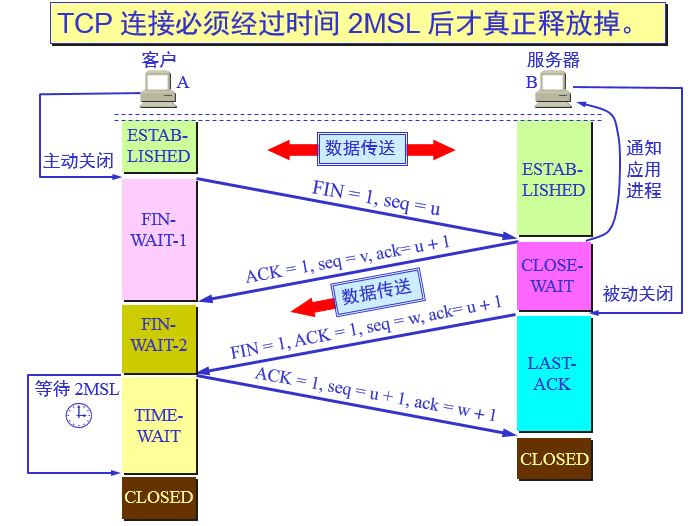 TCP 连接必须经过时间 2MSL 后才真正释放掉。
客户
A
服务器
B
ESTAB-
LISHED
数据传送
主动关闭
通知
应用
进程
ESTAB-
LISHED
FIN = 1, seq = u
FIN-
WAIT-1
ACK = 1, seq = v, ack= u + 1
CLOSE-
WAIT
数据传送
被动关闭
FIN-
WAIT-2
FIN = 1, ACK = 1, seq = w, ack= u + 1
LAST-
ACK
ACK = 1, seq = u + 1, ack = w + 1
等待 2MSL
TIME-
WAIT
CLOSED
CLOSED